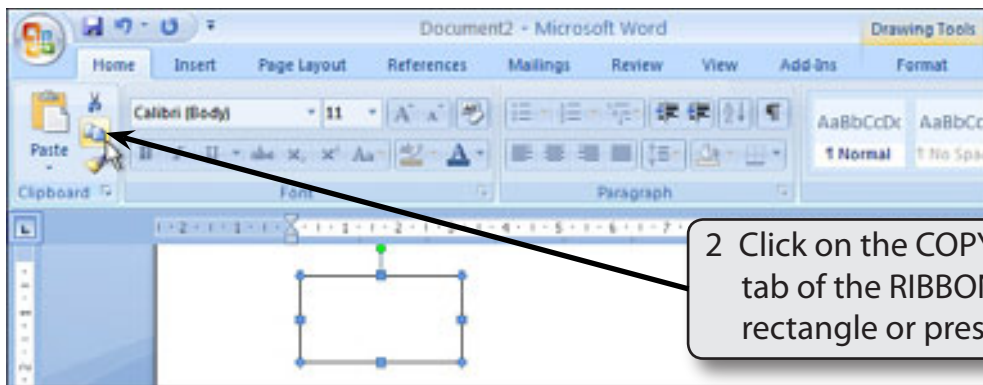 Document2 - Microsoft Word
Drawing Tools
Home Insert Page Layout References Mailings Review View Add-Ins Format
Calibri (Body) 11
AaBbCcDc AaBbCc
Paste
¶ Normal ¶ No Spa
Clipboard Font Paragraph
2 Click on the COPY
tab of the RIBBON
rectangle or pres